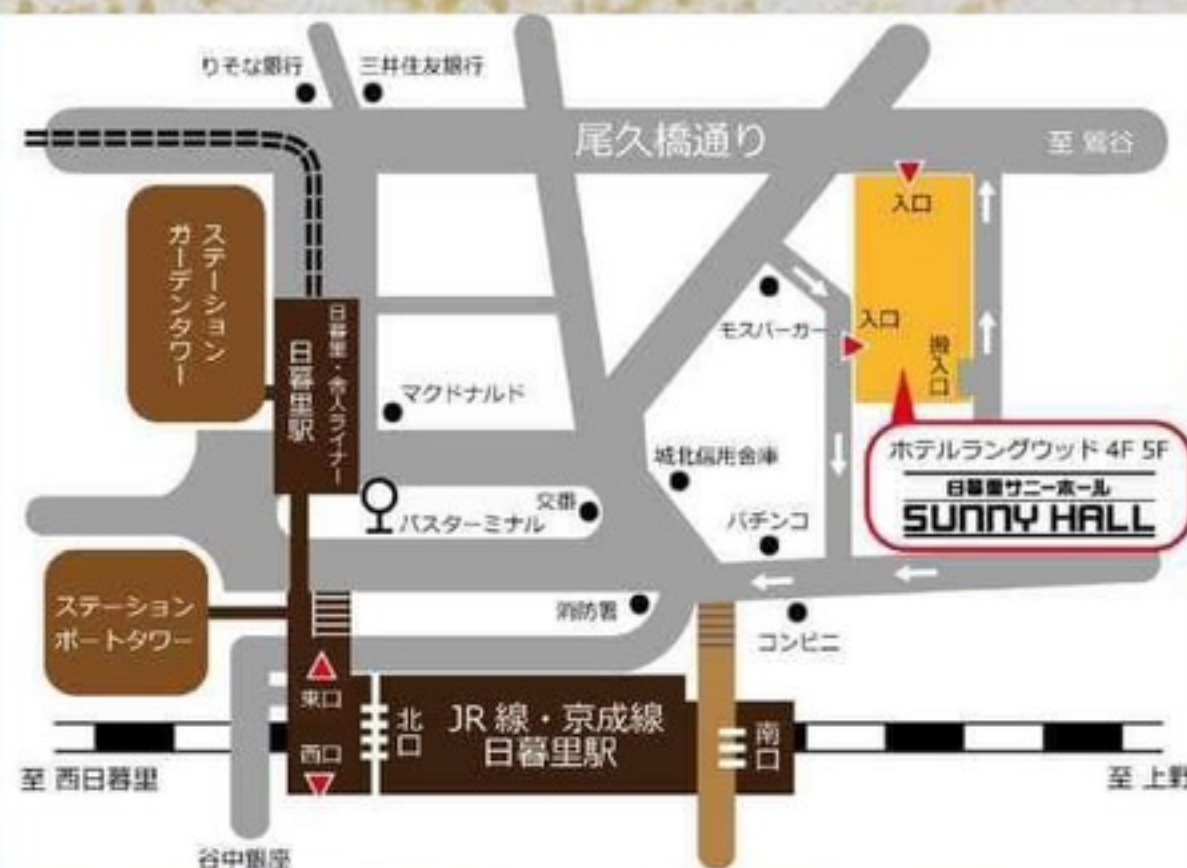 りそな銀行
三井住友銀行
尾久橋通り
至 鶯谷
入口
ステーション
ガーデンタワー
日暮里・舎人ライナー
日暮里駅
モスバーガー
入口
搬入口
マクドナルド
ホテルラングウッド 4F 5F
日暮里サニーホール
SUNNY HALL
城北信用金庫
交番
バスターミナル
パチンコ
ステーション
ポートタワー
消防署
コンビニ
東口
北口
JR 線・京成線
日暮里駅
南口
西口
至 西日暮里
至 上野
谷中銀座